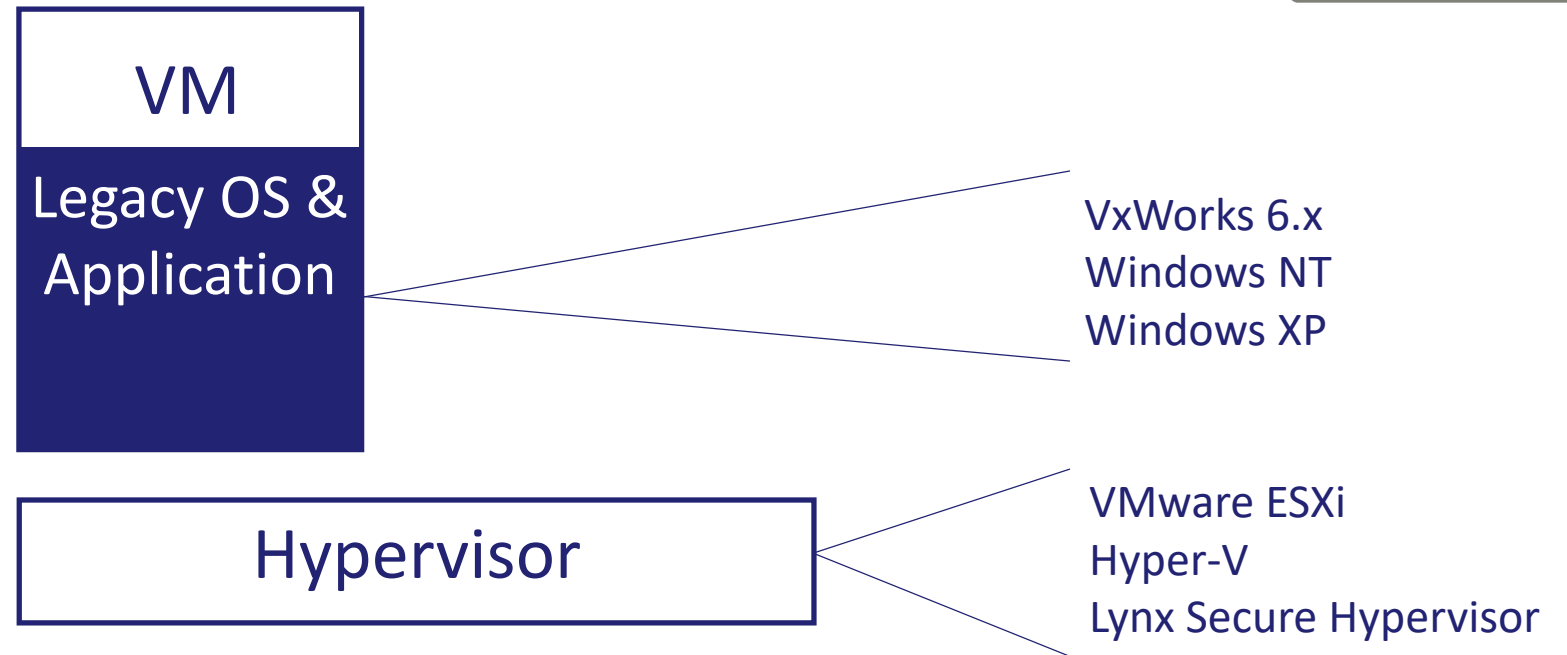 VM
Legacy OS &
Application
VxWorks 6.x
Windows NT
Windows XP
Hypervisor
VMware ESXi
Hyper-V
Lynx Secure Hypervisor